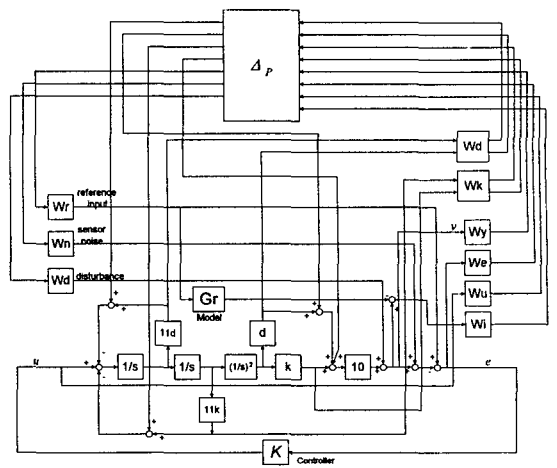 Δ P
Wd
Wk
Wr
reference
input
Wn
sensor
noise
Wd
disturbance
v
Wy
We
Wu
Wi
Gr
Model
11d
d
u
1/s
1/s
(1/s)²
k
10
e
11k
K
Controller